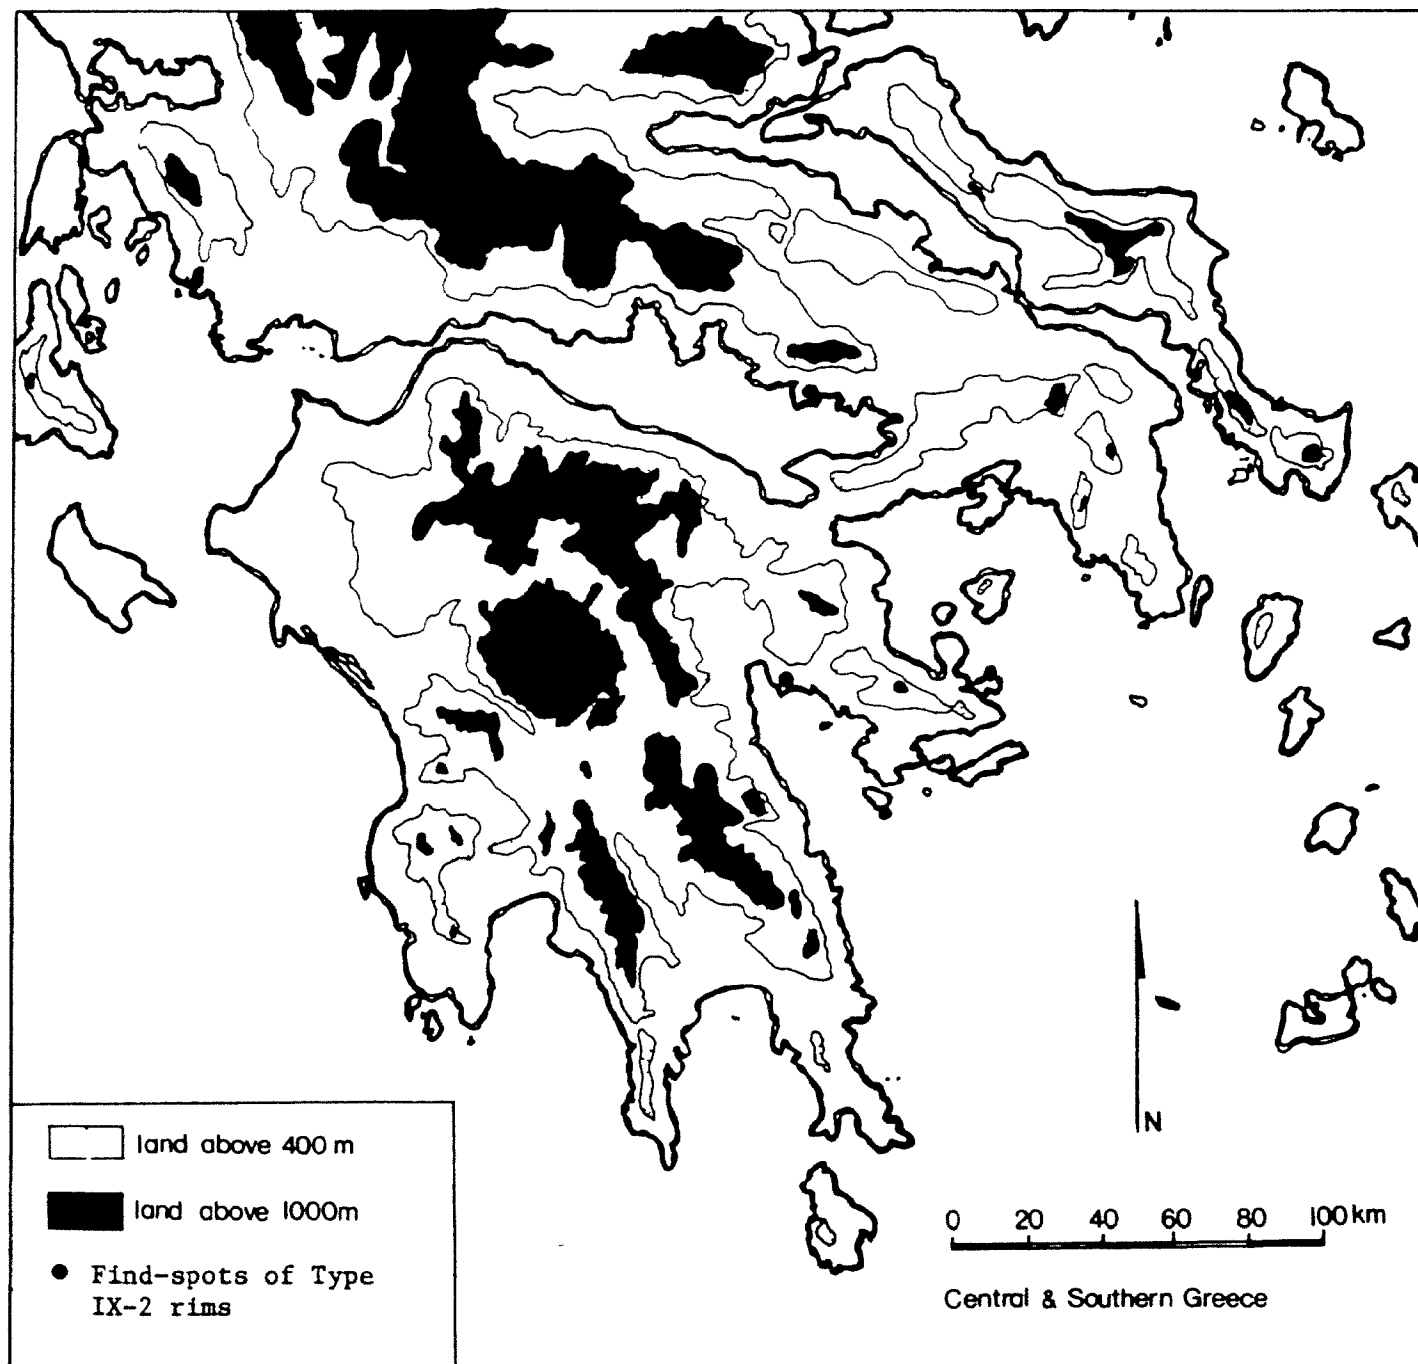 land above 400 m
land above 1000m
Find-spots of Type
IX-2 rims
N
0 20 40 60 80 100 km
Central & Southern Greece